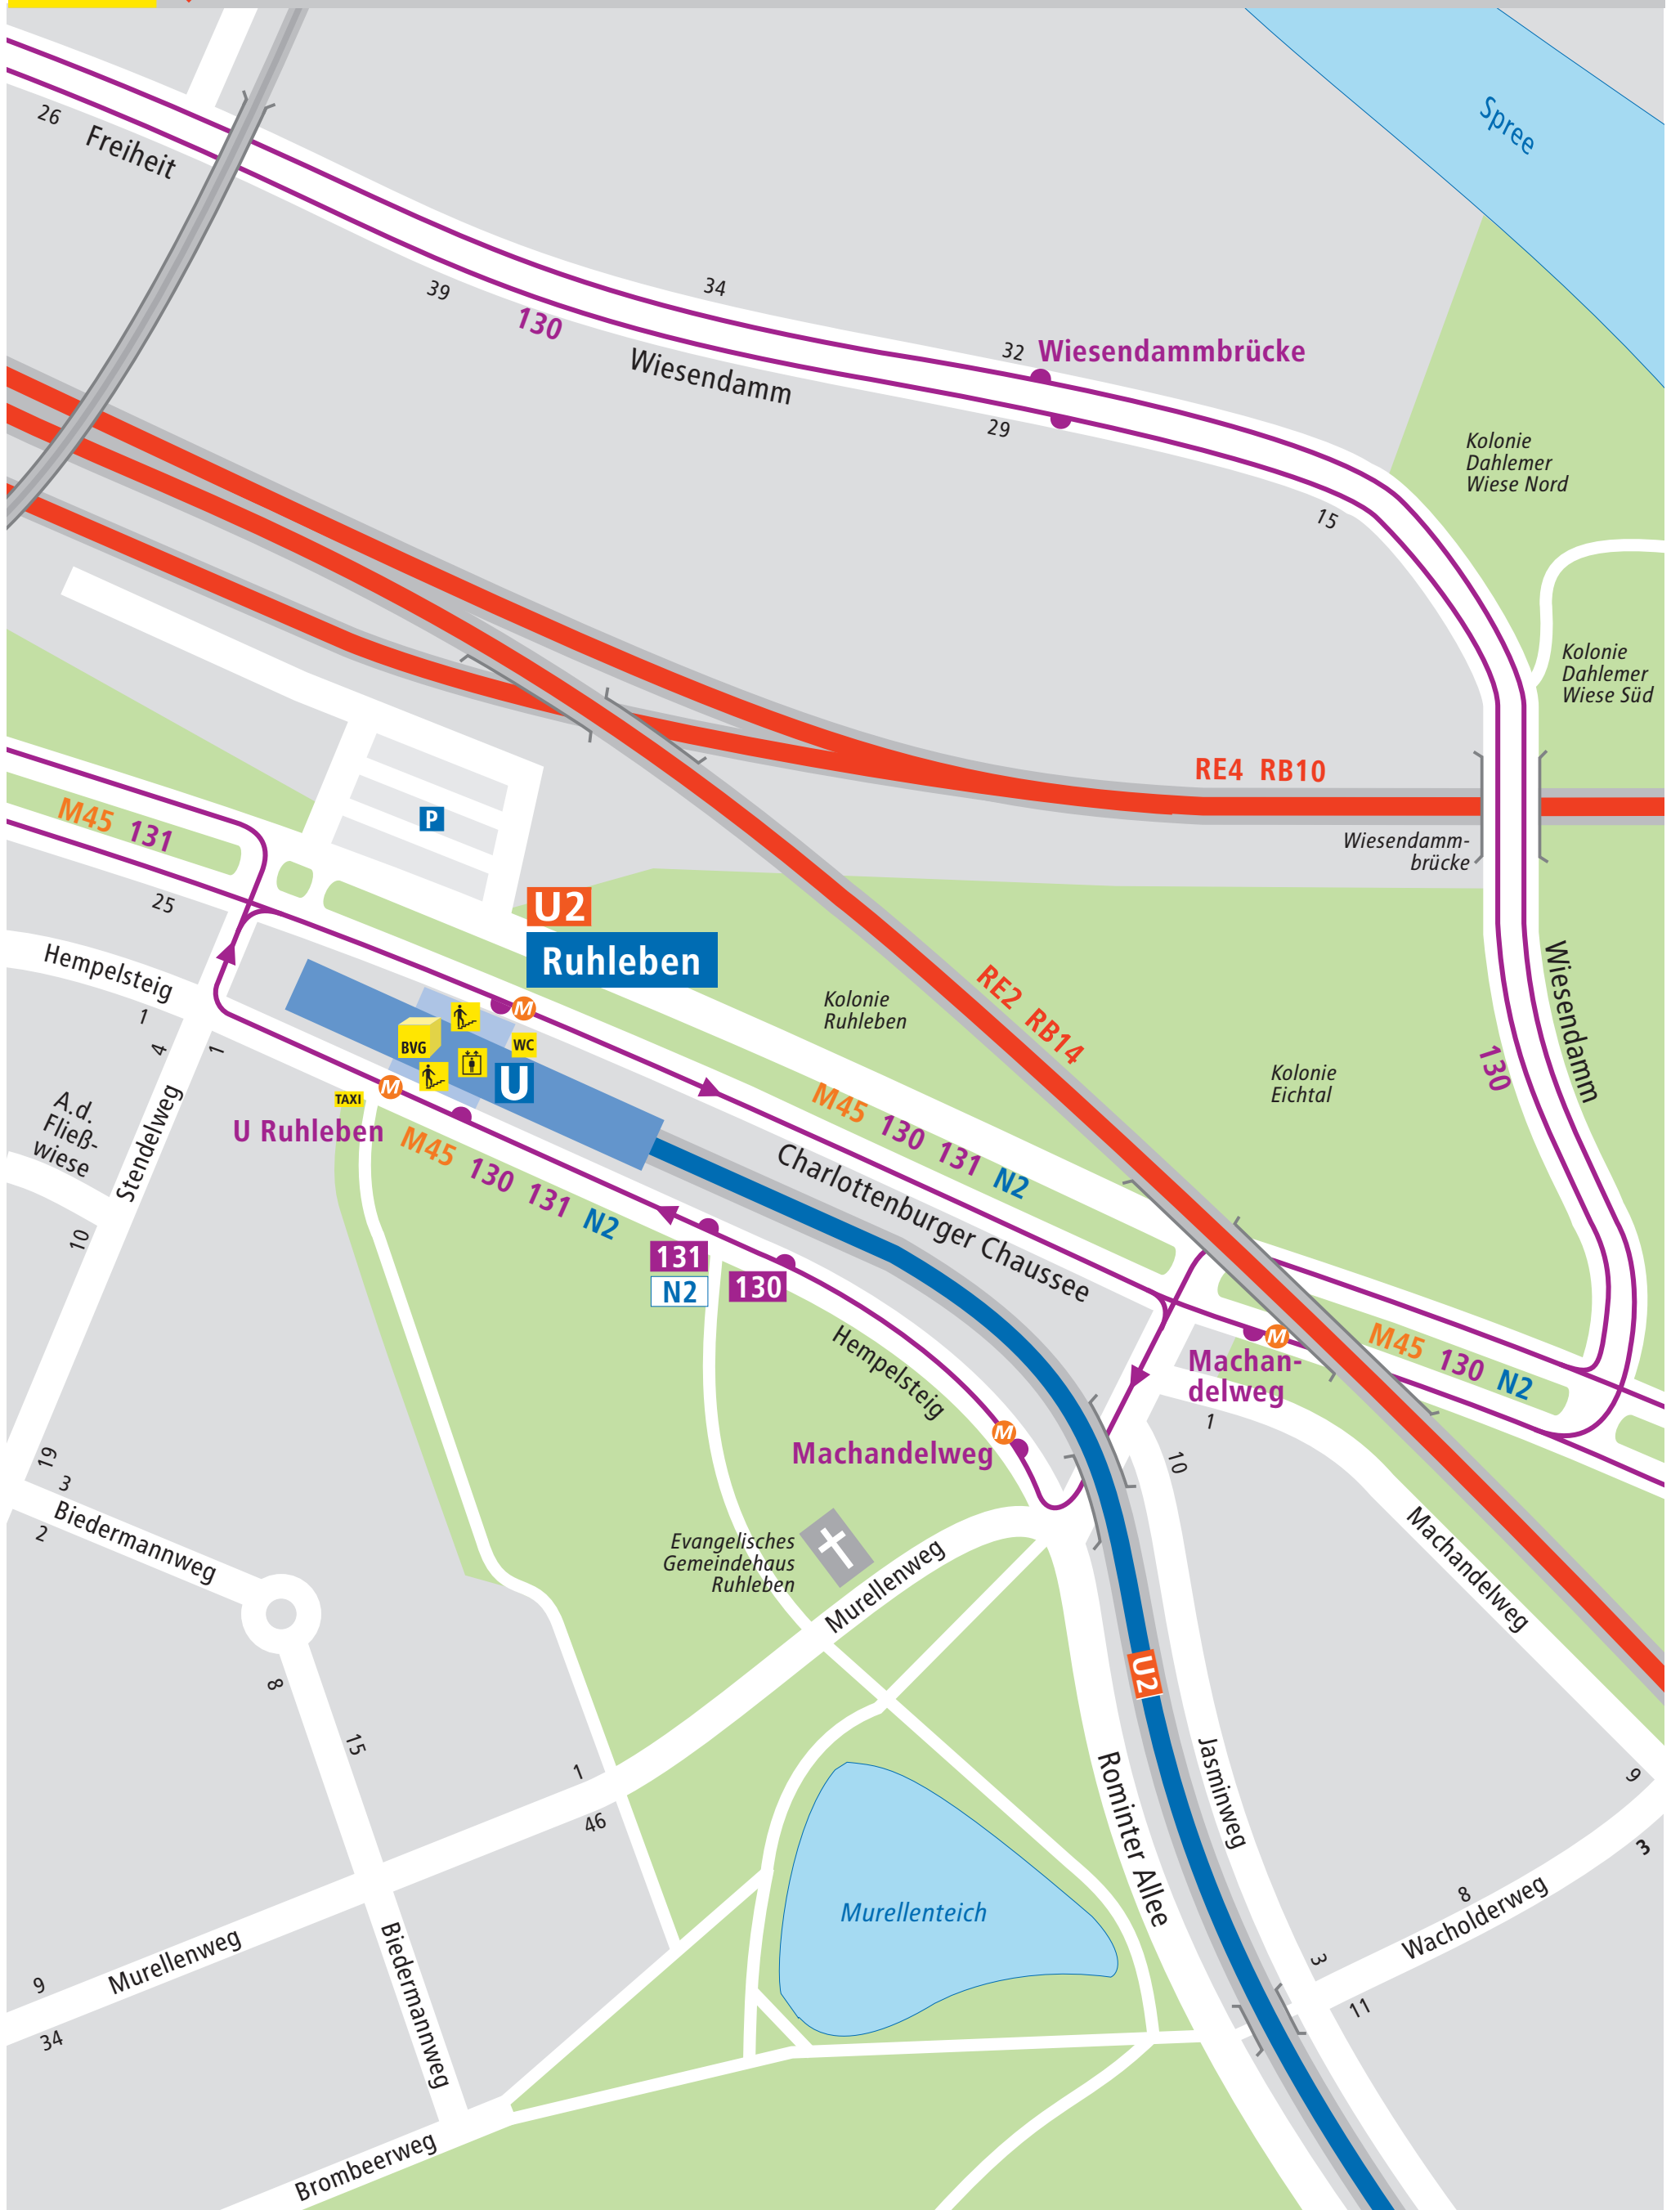 Spree
26
Freiheit
39
130
34
Wiesendamm
32
Wiesendammbrücke
29
15
Kolonie
Dahlemer
Wiese Nord
Kolonie
Dahlemer
Wiese Süd
RE4 RB10
Wiesendamm-
brücke
P
M45 131
25
U2
Ruhleben
Hempelsteig
1
4
1
M
BVG
WC
U
M
TAXI
U Ruhleben
A.d.
Fließ-
wiese
Stendelweg
10
M45 130 131 N2
Kolonie
Ruhleben
RE2 RB14
Kolonie
Eichtal
130
Wiesendamm
M45 130 131 N2
Charlottenburger Chaussee
131
N2
130
Hempelsteig
M
Machandelweg
M
Machan-
delweg
1
10
M45 130 N2
Machandelweg
19
3
2
Biedermannweg
8
15
Evangelisches
Gemeindehaus
Ruhleben
Murellenweg
U2
Jasminweg
Rominter Allee
9
3
8
Wacholderweg
3
11
1
46
Murellenteich
9
Murellenweg
34
Biedermannweg
Brombeerweg